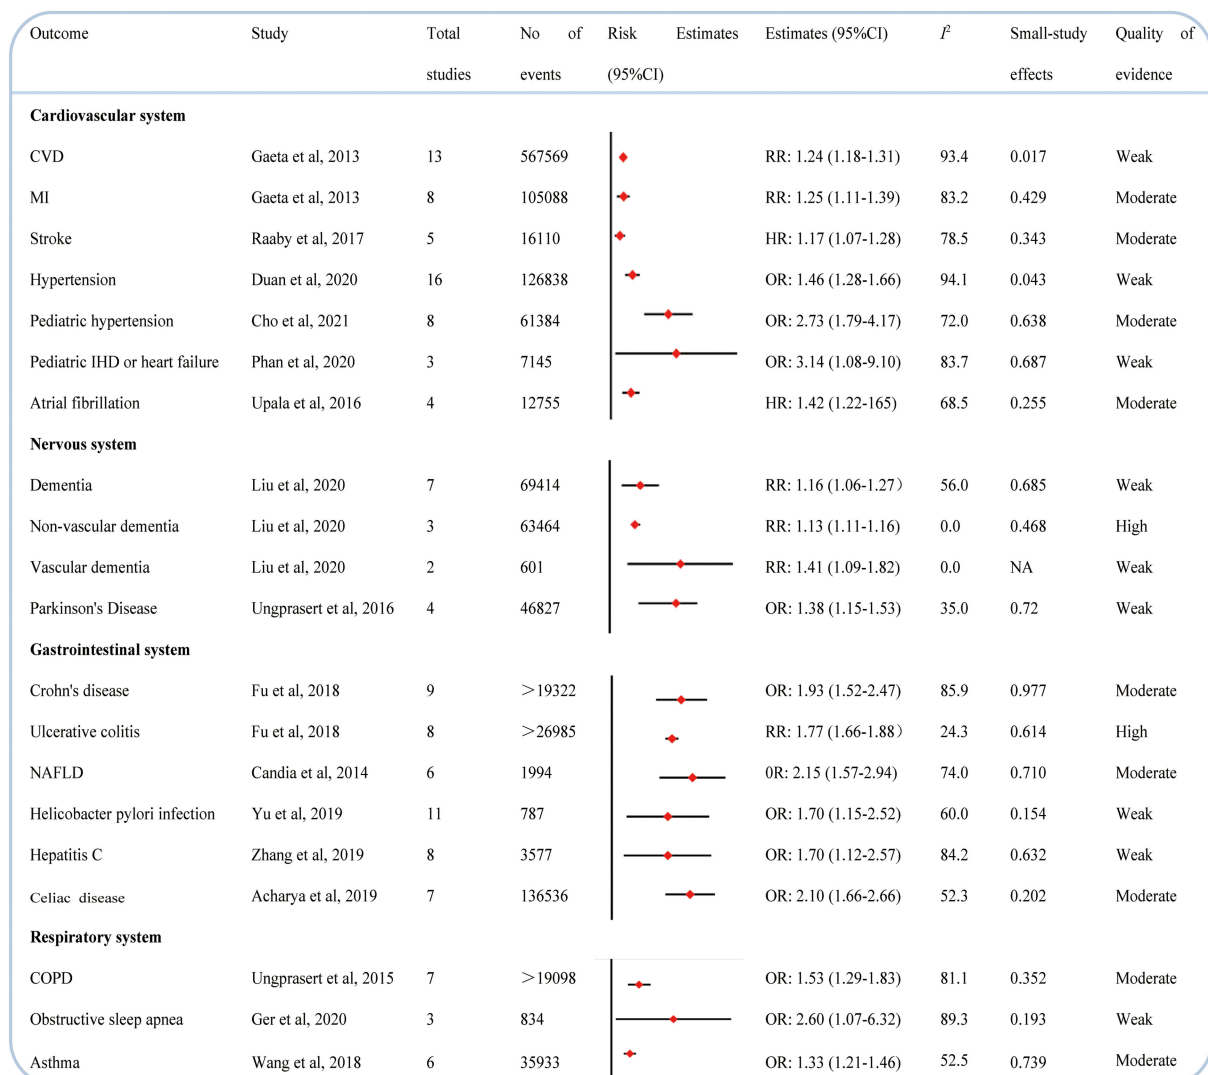 Outcome Study Total studies No of events Risk Estimates (95%CI) Estimates (95%CI) I² Small-study effects Quality of evidence
Cardiovascular system
CVD Gaeta et al, 2013 13 567569 RR: 1.24 (1.18-1.31) 93.4 0.017 Weak
MI Gaeta et al, 2013 8 105088 RR: 1.25 (1.11-1.39) 83.2 0.429 Moderate
Stroke Raaby et al, 2017 5 16110 HR: 1.17 (1.07-1.28) 78.5 0.343 Moderate
Hypertension Duan et al, 2020 16 126838 OR: 1.46 (1.28-1.66) 94.1 0.043 Weak
Pediatric hypertension Cho et al, 2021 8 61384 OR: 2.73 (1.79-4.17) 72.0 0.638 Moderate
Pediatric IHD or heart failure Phan et al, 2020 3 7145 OR: 3.14 (1.08-9.10) 83.7 0.687 Weak
Atrial fibrillation Upala et al, 2016 4 12755 HR: 1.42 (1.22-165) 68.5 0.255 Moderate
Nervous system
Dementia Liu et al, 2020 7 69414 RR: 1.16 (1.06-1.27） 56.0 0.685 Weak
Non-vascular dementia Liu et al, 2020 3 63464 RR: 1.13 (1.11-1.16) 0.0 0.468 High
Vascular dementia Liu et al, 2020 2 601 RR: 1.41 (1.09-1.82) 0.0 NA Weak
Parkinson's Disease Ungprasert et al, 2016 4 46827 OR: 1.38 (1.15-1.53) 35.0 0.72 Weak
Gastrointestinal system
Crohn's disease Fu et al, 2018 9 ＞19322 OR: 1.93 (1.52-2.47) 85.9 0.977 Moderate
Ulcerative colitis Fu et al, 2018 8 ＞26985 RR: 1.77 (1.66-1.88） 24.3 0.614 High
NAFLD Candia et al, 2014 6 1994 0R: 2.15 (1.57-2.94) 74.0 0.710 Moderate
Helicobacter pylori infection Yu et al, 2019 11 787 OR: 1.70 (1.15-2.52) 60.0 0.154 Weak
Hepatitis C Zhang et al, 2019 8 3577 OR: 1.70 (1.12-2.57) 84.2 0.632 Weak
Celiac disease Acharya et al, 2019 7 136536 OR: 2.10 (1.66-2.66) 52.3 0.202 Moderate
Respiratory system
COPD Ungprasert et al, 2015 7 ＞19098 OR: 1.53 (1.29-1.83) 81.1 0.352 Moderate
Obstructive sleep apnea Ger et al, 2020 3 834 OR: 2.60 (1.07-6.32) 89.3 0.193 Weak
Asthma Wang et al, 2018 6 35933 OR: 1.33 (1.21-1.46) 52.5 0.739 Moderate